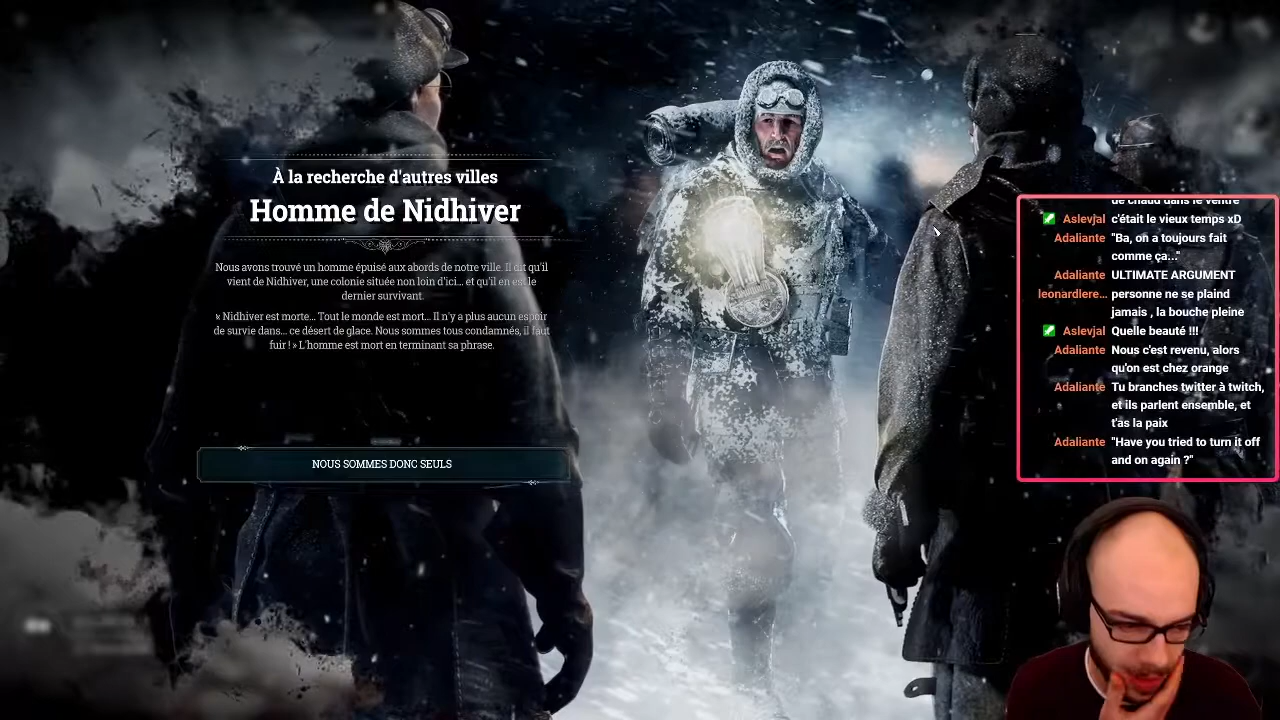 À la recherche d'autres villes
Homme de Nidhiver
Nous avons trouvé un homme épuisé aux abords de notre ville. Il dit qu'il
vient de Nidhiver, une colonie située non loin d'ici... et qu'il en est le
dernier survivant.
« Nidhiver est morte... Tout le monde est mort... Il n'y a plus aucun espoir
de survie dans... ce désert de glace. Nous sommes tous condamnés, il faut
fuir ! » L'homme est mort en terminant sa phrase.
NOUS SOMMES DONC SEULS
de chaud dans le ventre
Aslevjal c'était le vieux temps xD
Adaliante "Ba, on a toujours fait
comme ça..."
Adaliante ULTIMATE ARGUMENT
leonardlere... personne ne se plaind
jamais , la bouche pleine
Aslevjal Quelle beauté !!!
Adaliante Nous c'est revenu, alors
qu'on est chez orange
Adaliante Tu branches twitter à twitch,
et ils parlent ensemble, et
t'as la paix
Adaliante "Have you tried to turn it off
and on again ?"